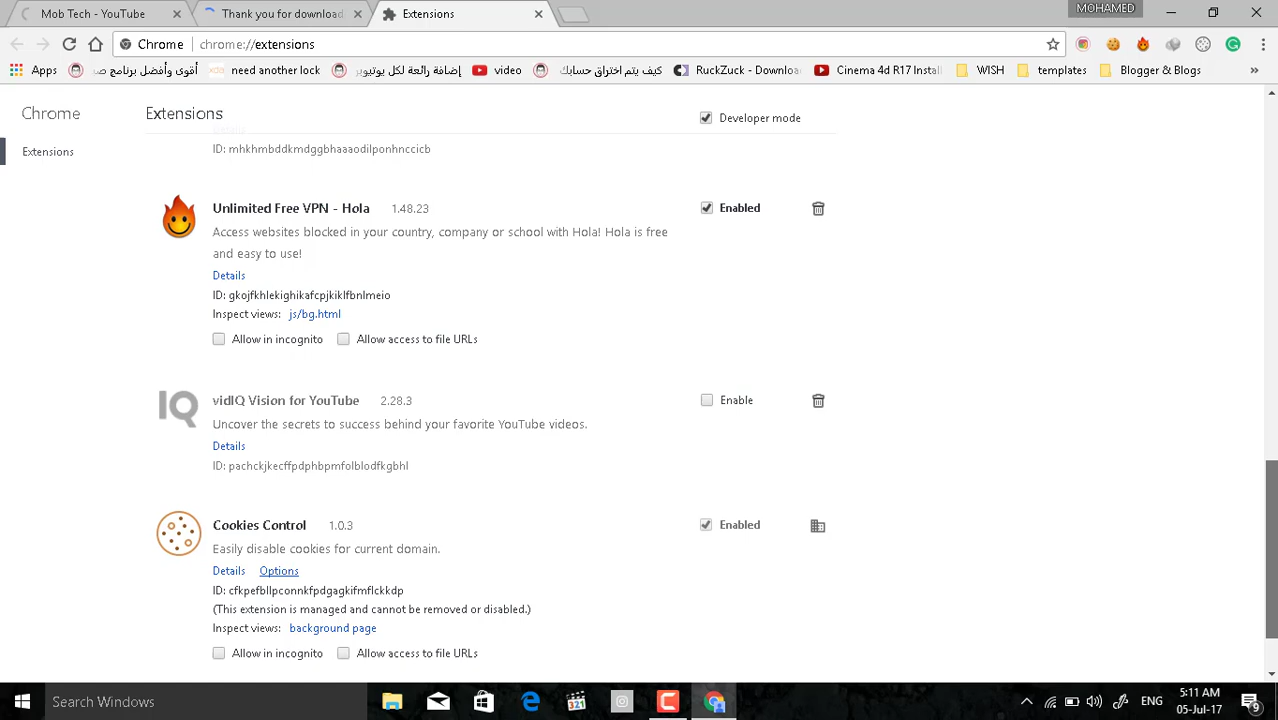 Mob Tech - YouTube
Thank you for download
Extensions
MOHAMED
Chrome
chrome://extensions
Apps
أقوى وأفضل برنامج صد
need another lock
إضافة رائعة لكل يوتيوبر
video
كيف يتم اختراق حسابك
RuckZuck - Downloa
Cinema 4d R17 Instal
WISH
templates
Blogger & Blogs
Chrome
Extensions
Developer mode
Extensions
Details
ID: mhkhmbddkmdggbhaaaodilponhnccicb
Unlimited Free VPN - Hola 1.48.23
Enabled
Access websites blocked in your country, company or school with Hola! Hola is free
and easy to use!
Details
ID: gkojfkhlekighikafcpjkiklfbnlmeio
Inspect views: js/bg.html
Allow in incognito
Allow access to file URLs
IQ
vidIQ Vision for YouTube 2.28.3
Enable
Uncover the secrets to success behind your favorite YouTube videos.
Details
ID: pachckjkecffpdphbpmfolblodfkgbhl
Cookies Control 1.0.3
Enabled
Easily disable cookies for current domain.
Details Options
ID: cfkpefbllpconnkfpdgagkifmflckkdp
(This extension is managed and cannot be removed or disabled.)
Inspect views: background page
Allow in incognito
Allow access to file URLs
Search Windows
321
ENG
5:11 AM
05-Jul-17
9